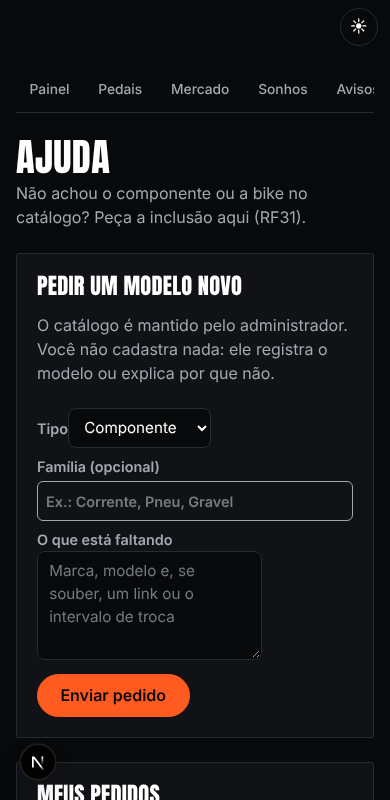 Painel Pedais Mercado Sonhos Avisos
AJUDA
Não achou o componente ou a bike no
catálogo? Peça a inclusão aqui (RF31).
PEDIR UM MODELO NOVO
O catálogo é mantido pelo administrador.
Você não cadastra nada: ele registra o
modelo ou explica por que não.
Tipo Componente
Família (opcional)
Ex.: Corrente, Pneu, Gravel
O que está faltando
Marca, modelo e, se
souber, um link ou o
intervalo de troca
Enviar pedido
N
MEUS PEDIDOS